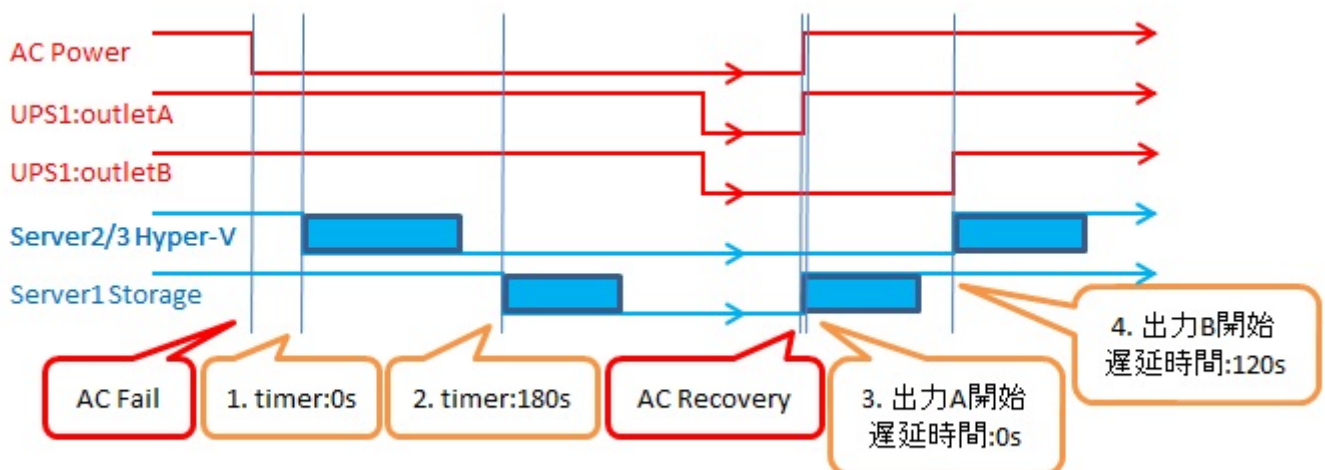 AC Power
UPS1:outletA
UPS1:outletB
Server2/3 Hyper-V
Server1 Storage
AC Fail
1. timer:0s
2. timer:180s
AC Recovery
3. 出力A開始
遅延時間:0s
4. 出力B開始
遅延時間:120s